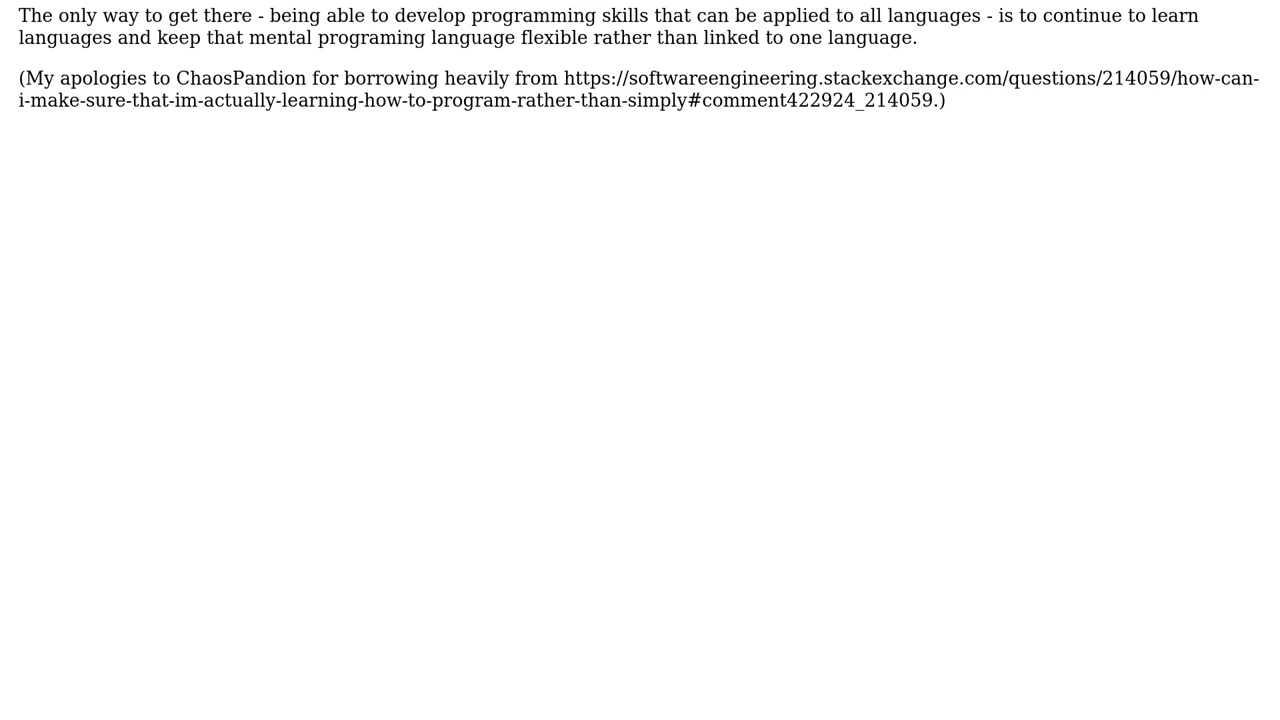 The only way to get there - being able to develop programming skills that can be applied to all languages - is to continue to learn
languages and keep that mental programing language flexible rather than linked to one language.
(My apologies to ChaosPandion for borrowing heavily from https://softwareengineering.stackexchange.com/questions/214059/how-can-
i-make-sure-that-im-actually-learning-how-to-program-rather-than-simply#comment422924_214059.)